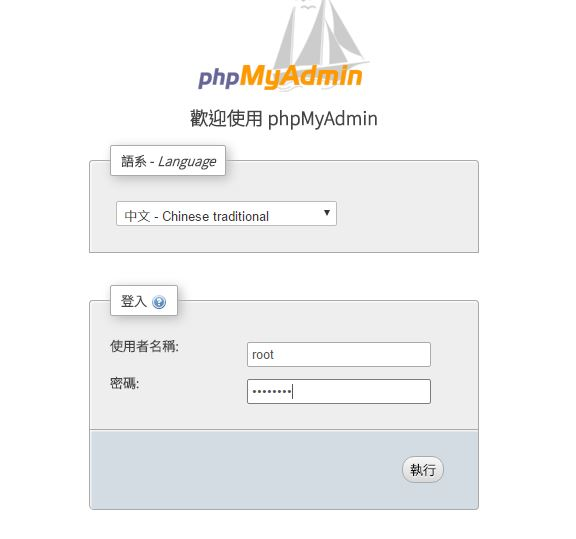 phpMyAdmin
歡迎使用 phpMyAdmin
語系 - Language
中文 - Chinese traditional
登入
使用者名稱: root
密碼: ••••••••
執行